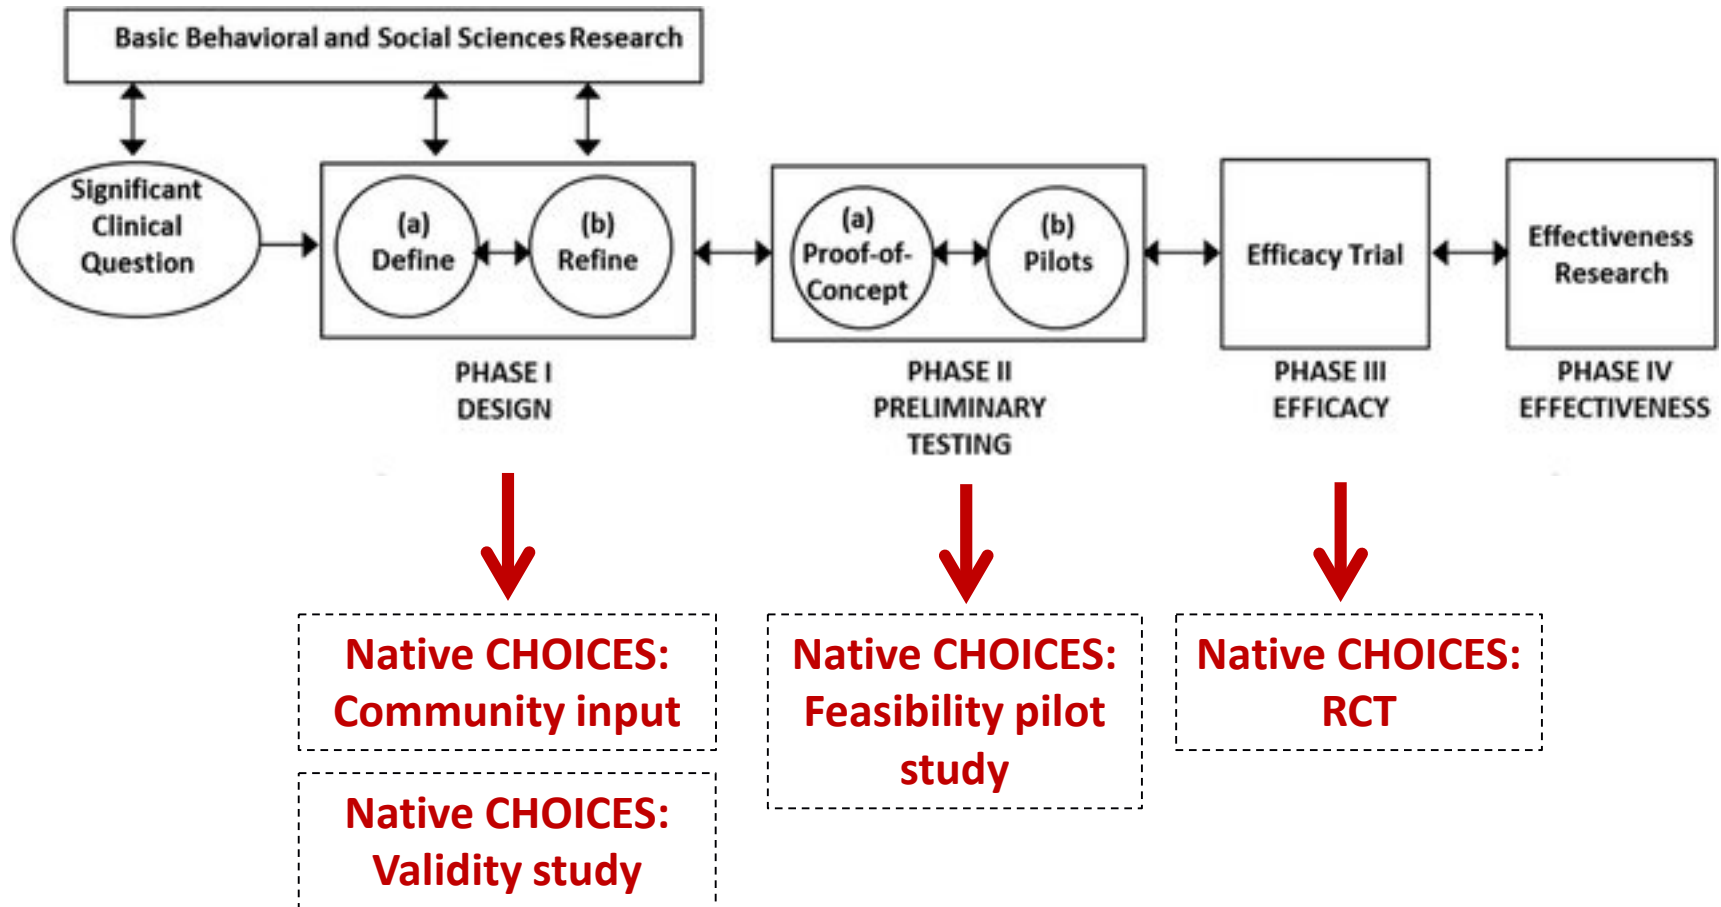 Basic Behavioral and Social Sciences Research
Significant
Clinical
Question
(a)
Define
(b)
Refine
(a)
Proof-of-
Concept
(b)
Pilots
Efficacy Trial
Effectiveness
Research
PHASE I
DESIGN
PHASE II
PRELIMINARY
TESTING
PHASE III
EFFICACY
PHASE IV
EFFECTIVENESS
Native CHOICES:
Community input
Native CHOICES:
Validity study
Native CHOICES:
Feasibility pilot
study
Native CHOICES:
RCT